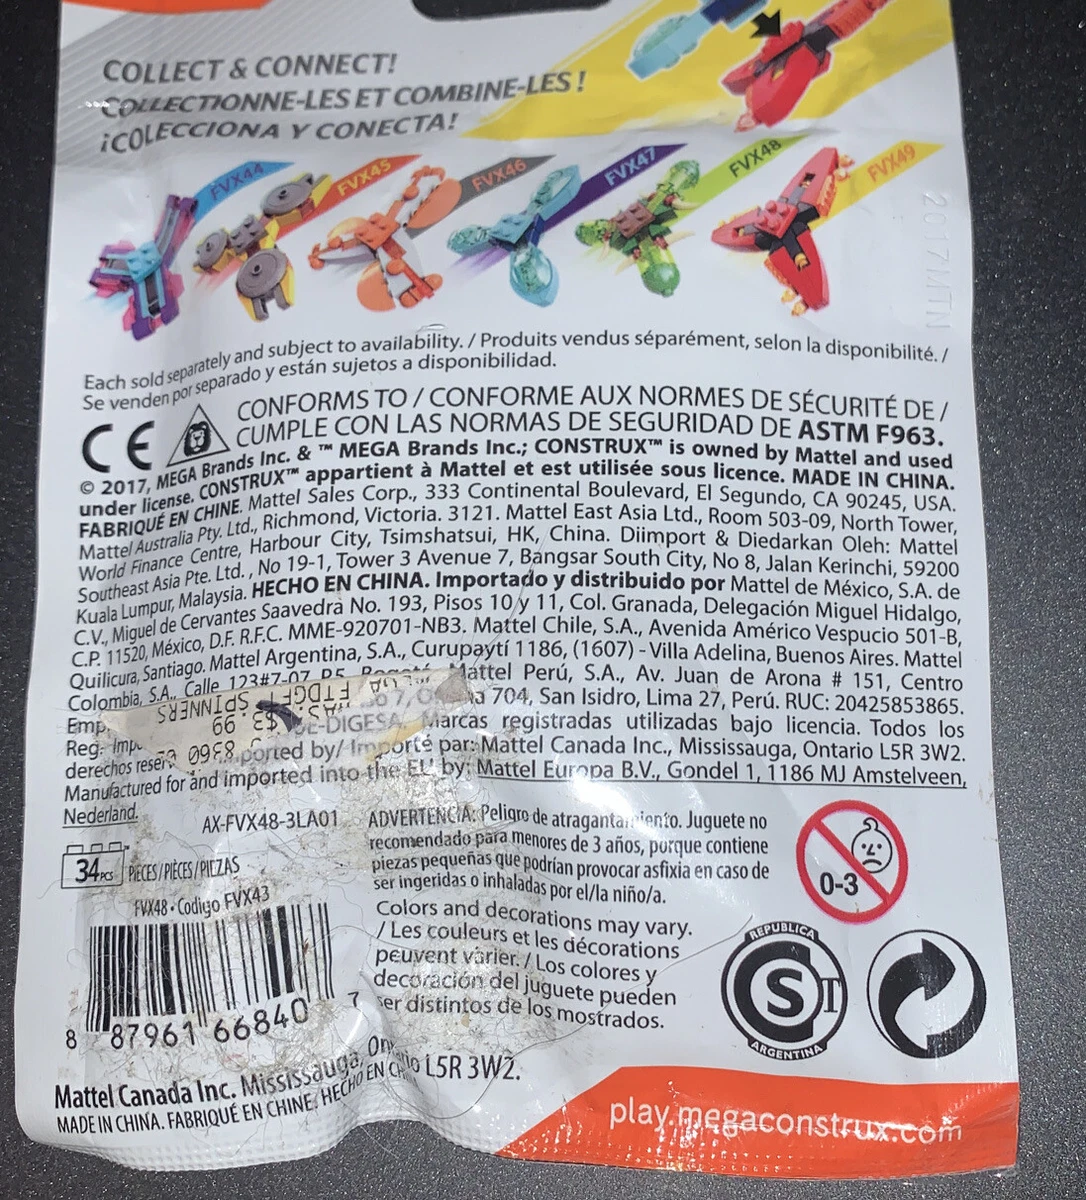 COLLECT & CONNECT!
COLLECTIONNE-LES ET COMBINE-LES !
¡COLECCIONA Y CONECTA!
FVX44
FVX45
FVX46
FVX47
FVX48
FVX49
2017IMTN
Each sold separately and subject to availability. / Produits vendus séparément, selon la disponibilité. /
Se venden por separado y están sujetos a disponibilidad.
CE
CONFORMS TO / CONFORME AUX NORMES DE SÉCURITÉ DE /
CUMPLE CON LAS NORMAS DE SEGURIDAD DE ASTM F963.
© 2017, MEGA Brands Inc. & ™ MEGA Brands Inc.; CONSTRUX™ is owned by Mattel and used
under license. CONSTRUX™ appartient à Mattel et est utilisée sous licence. MADE IN CHINA.
FABRIQUÉ EN CHINE. Mattel Sales Corp., 333 Continental Boulevard, El Segundo, CA 90245, USA.
Mattel Australia Pty. Ltd., Richmond, Victoria. 3121. Mattel East Asia Ltd., Room 503-09, North Tower,
World Finance Centre, Harbour City, Tsimshatsui, HK, China. Diimport & Diedarkan Oleh: Mattel
Southeast Asia Pte. Ltd., No 19-1, Tower 3 Avenue 7, Bangsar South City, No 8, Jalan Kerinchi, 59200
Kuala Lumpur, Malaysia. HECHO EN CHINA. Importado y distribuido por Mattel de México, S.A. de
C.V., Miguel de Cervantes Saavedra No. 193, Pisos 10 y 11, Col. Granada, Delegación Miguel Hidalgo,
C.P. 11520, México, D.F. R.F.C. MME-920701-NB3. Mattel Chile, S.A., Avenida Américo Vespucio 501-B,
Quilicura, Santiago. Mattel Argentina, S.A., Curupaytí 1186, (1607) - Villa Adelina, Buenos Aires. Mattel
Colombia, S.A., Calle 123#7-07 P.5, Bogotá. Mattel Perú, S.A., Av. Juan de Arona # 151, Centro
Emp. 704, San Isidro, Lima 27, Perú. RUC: 20425853865.
Reg. -DIGESA. Marcas registradas utilizadas bajo licencia. Todos los
derechos ported by/ Importé par: Mattel Canada Inc., Mississauga, Ontario L5R 3W2.
Manufactured for and imported into the EU by: Mattel Europa B.V., Gondel 1, 1186 MJ Amstelveen,
Nederland.
FTDGT SPINNERS
$3.99
8360
AX-FVX48-3LA01
34 PCS PIECES / PIÈCES / PIEZAS
FVX48 • Codigo FVX43
8 87961 66840 7
ADVERTENCIA: Peligro de atragantamiento. Juguete no
recomendado para menores de 3 años, porque contiene
piezas pequeñas que podrían provocar asfixia en caso de
ser ingeridas o inhaladas por el/la niño/a.
0-3
Colors and decorations may vary.
/ Les couleurs et les décorations
peuvent varier. / Los colores y
decoración del juguete pueden
ser distintos de los mostrados.
REPUBLICA
S T
ARGENTINA
Mattel Canada Inc. Mississauga, Ontario L5R 3W2.
MADE IN CHINA. FABRIQUÉ EN CHINE. HECHO EN CHINA
play.megaconstrux.com